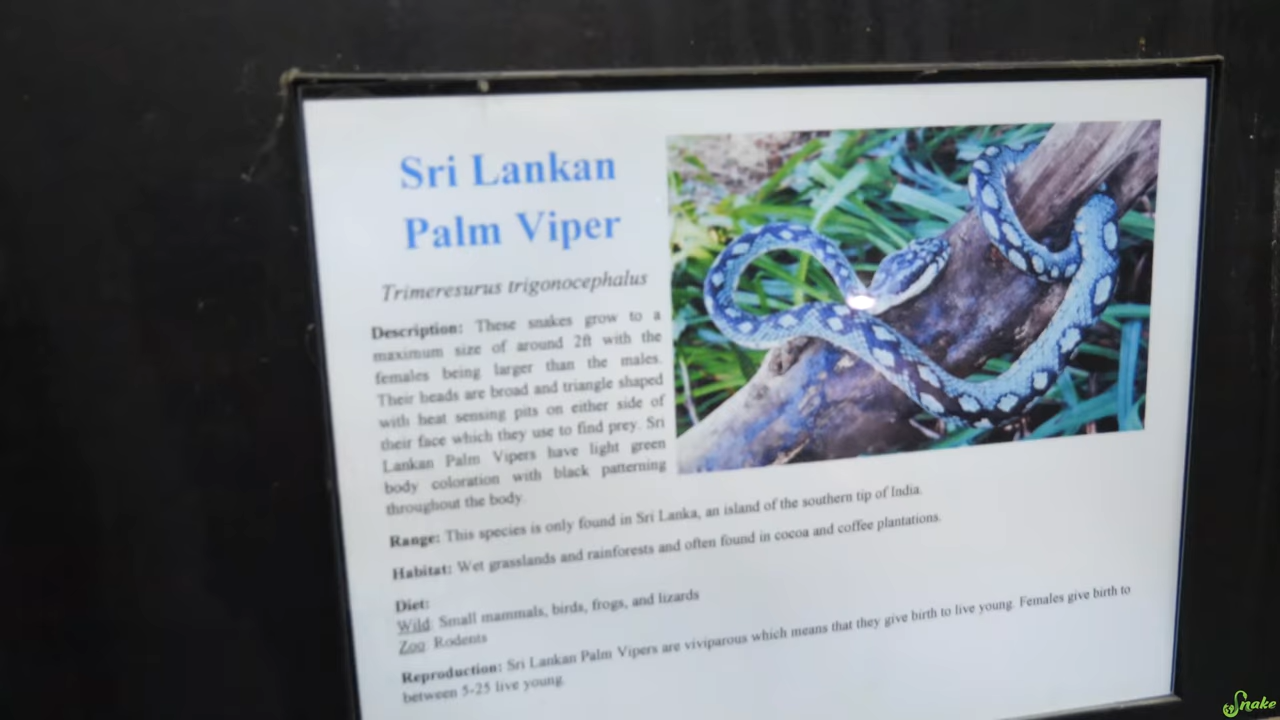 Sri Lankan
Palm Viper
Trimeresurus trigonocephalus
Description: These snakes grow to a
maximum size of around 2ft with the
females being larger than the males.
Their heads are broad and triangle shaped
with heat sensing pits on either side of
their face which they use to find prey. Sri
Lankan Palm Vipers have light green
body coloration with black patterning
throughout the body.
Range: This species is only found in Sri Lanka, an island of the southern tip of India.
Habitat: Wet grasslands and rainforests and often found in cocoa and coffee plantations.
Diet:
Wild: Small mammals, birds, frogs, and lizards
Zoo: Rodents
Reproduction: Sri Lankan Palm Vipers are viviparous which means that they give birth to live young. Females give birth to
between 5-25 live young.
Snake